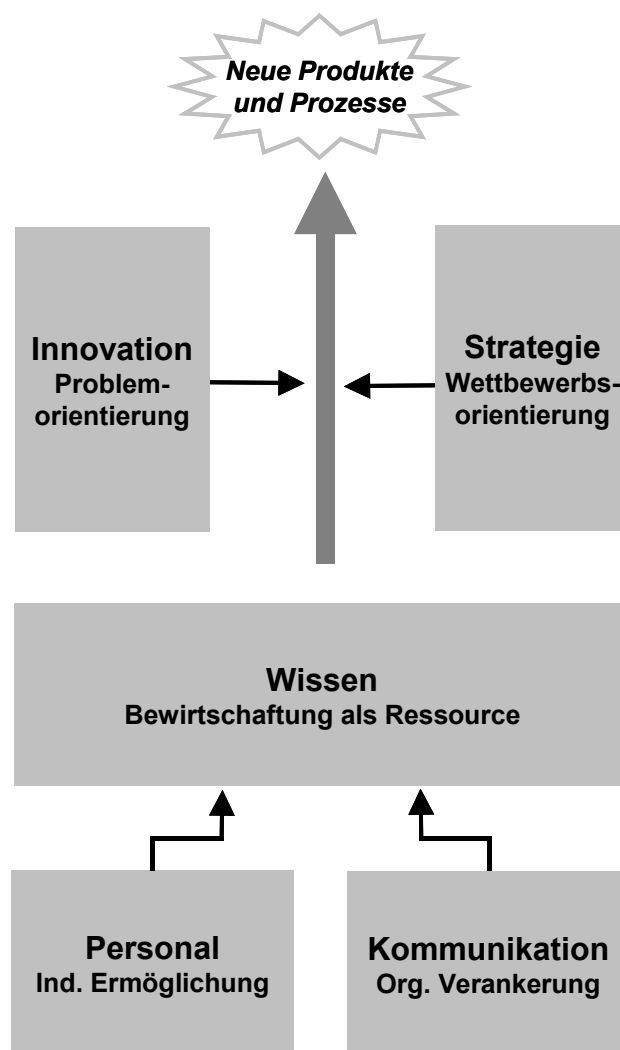 Neue Produkte
und Prozesse
Innovation
Problem-
orientierung
Strategie
Wettbewerbs-
orientierung
Wissen
Bewirtschaftung als Ressource
Personal
Ind. Ermöglichung
Kommunikation
Org. Verankerung